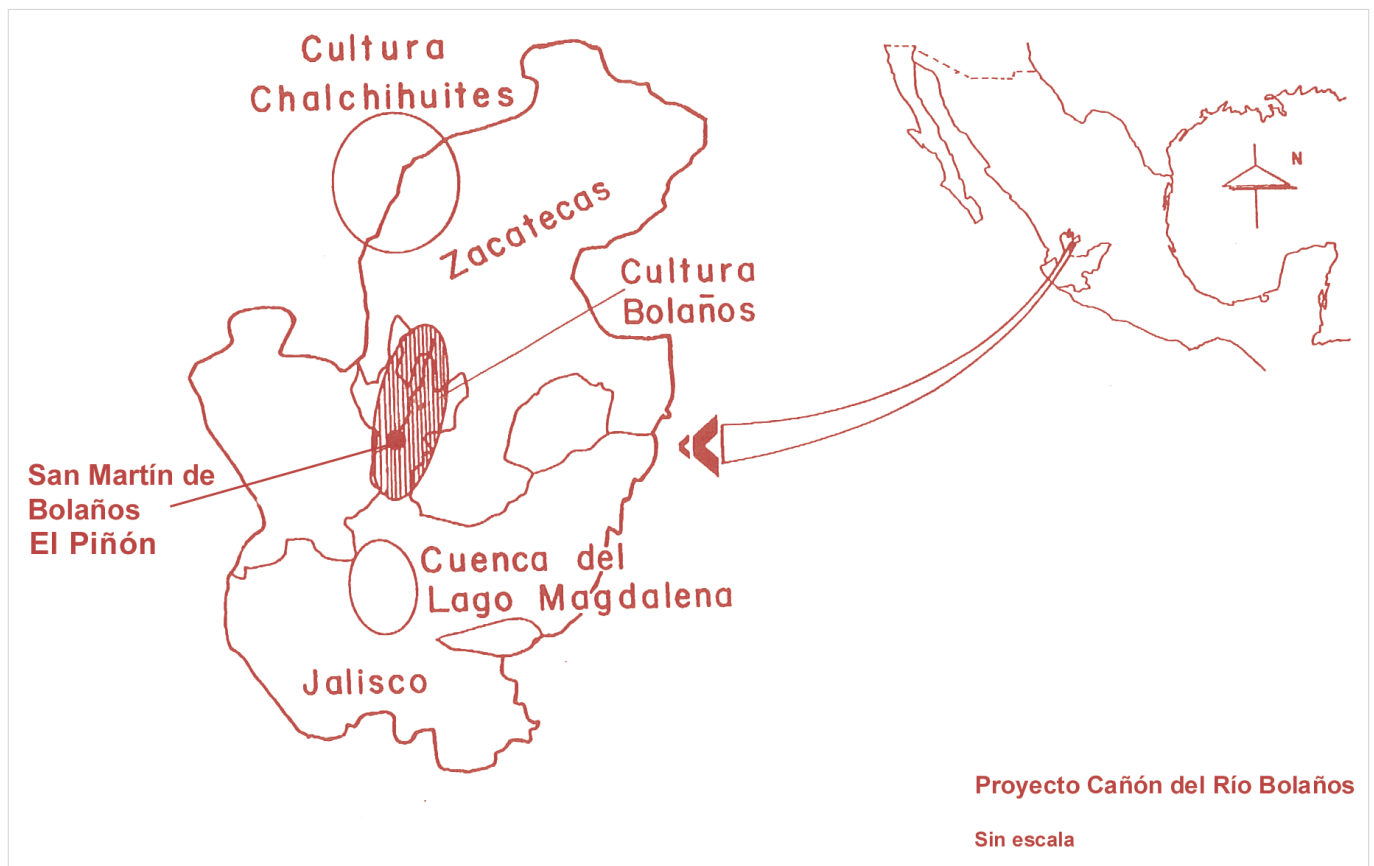 Cultura
Chalchihuites
Zacatecas
Cultura
Bolaños
San Martín de
Bolaños
El Piñón
Cuenca del
Lago Magdalena
Jalisco
N
Proyecto Cañón del Río Bolaños
Sin escala